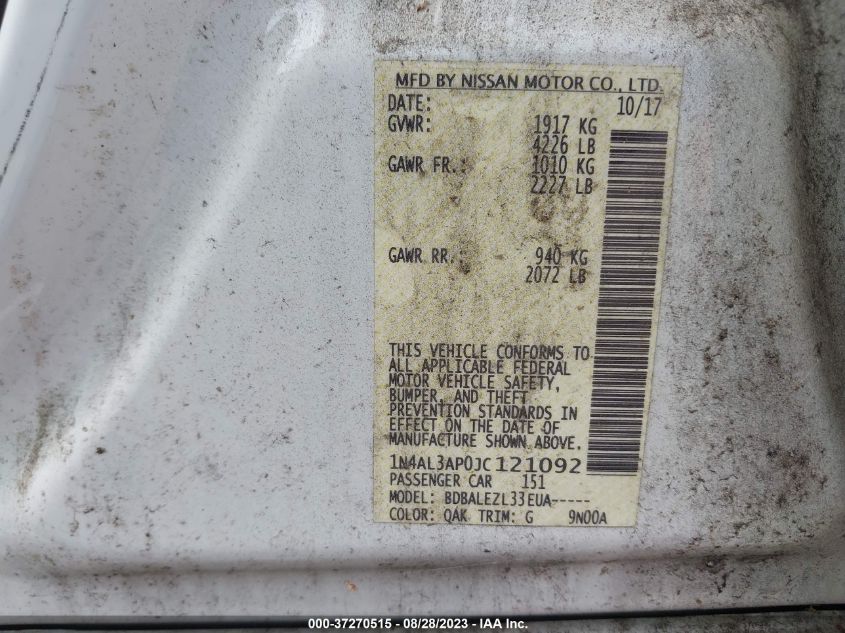 MFD BY NISSAN MOTOR CO., LTD.
DATE: 10/17
GVWR: 1917 KG
4226 LB
GAWR FR.: 1010 KG
2227 LB
GAWR RR.: 940 KG
2072 LB
THIS VEHICLE CONFORMS TO
ALL APPLICABLE FEDERAL
MOTOR VEHICLE SAFETY,
BUMPER, AND THEFT
PREVENTION STANDARDS IN
EFFECT ON THE DATE OF
MANUFACTURE SHOWN ABOVE.
1N4AL3AP0JC121092
PASSENGER CAR 151
MODEL: BDBALEZL33EUA-----
COLOR: QAK TRIM: G 9N00A
000-37270515 - 08/28/2023 - IAA Inc.